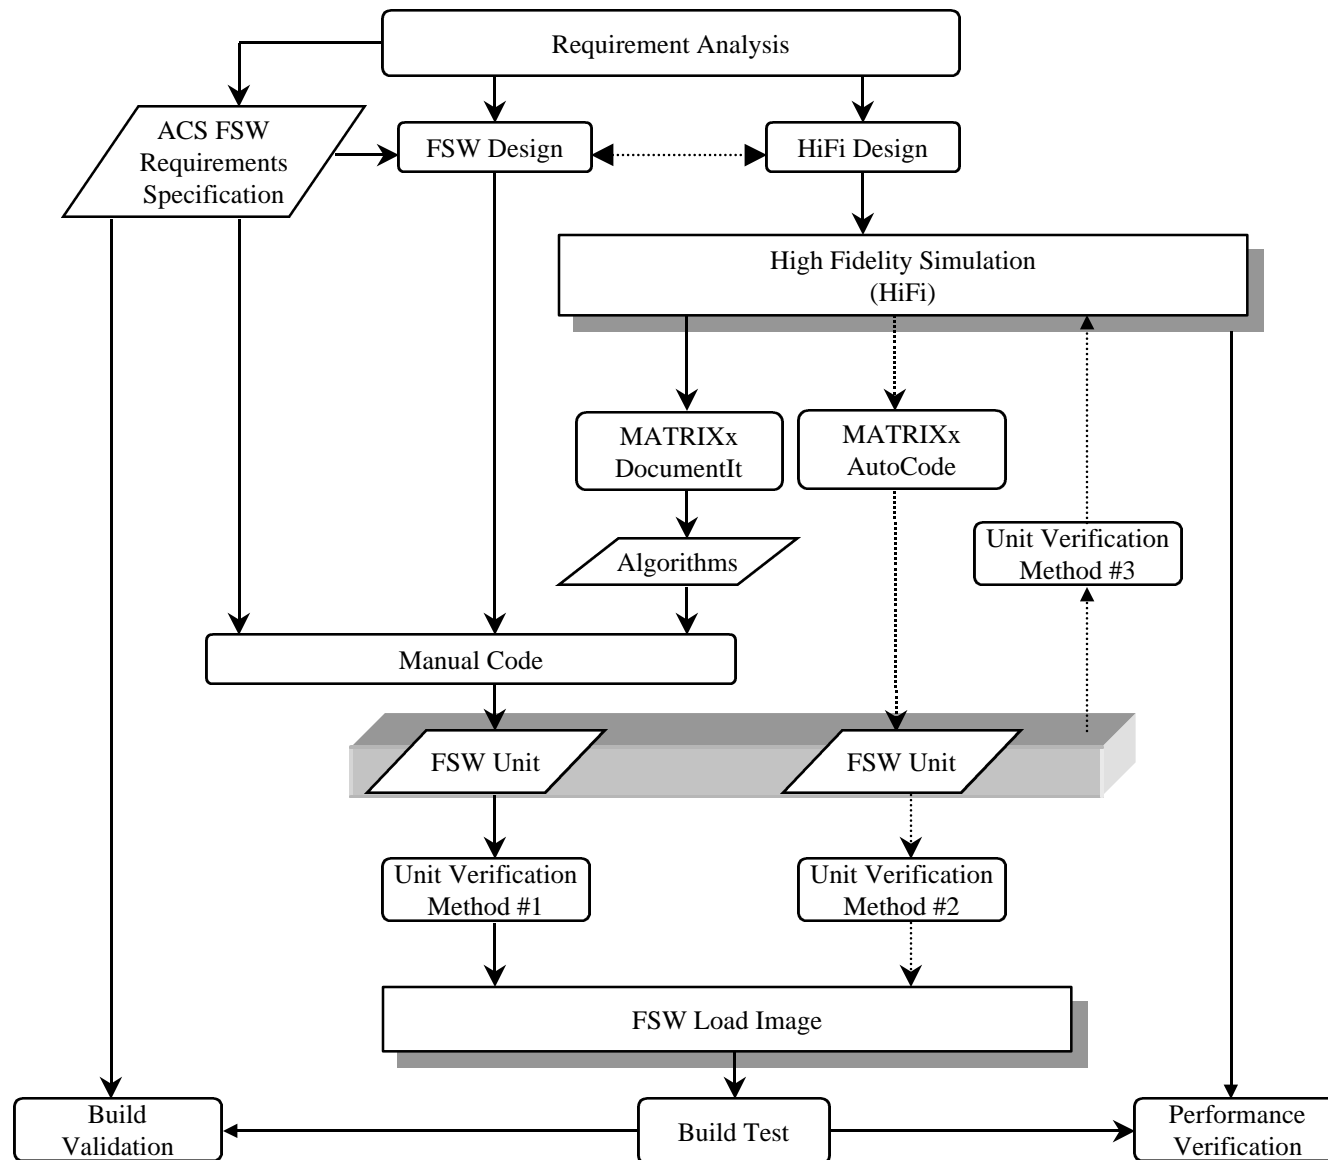 Requirement Analysis
ACS FSW
Requirements
Specification
FSW Design
HiFi Design
High Fidelity Simulation
(HiFi)
MATRIXx
DocumentIt
MATRIXx
AutoCode
Unit Verification
Method #3
Algorithms
Manual Code
FSW Unit
FSW Unit
Unit Verification
Method #1
Unit Verification
Method #2
FSW Load Image
Build
Validation
Build Test
Performance
Verification